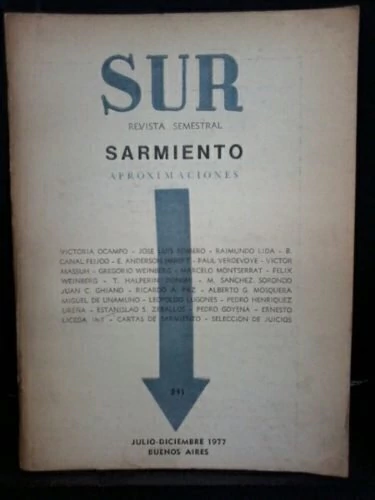 SUR
REVISTA SEMESTRAL
SARMIENTO
APROXIMACIONES
VICTORIA OCAMPO - JOSE LUIS ROMERO - RAIMUNDO LIDA - B.
CANAL FEIJOO - E. ANDERSON IMBERT - PAUL VERDEVOYE - VICTOR
MASSUH - GREGORIO WEINBERG - MARCELO MONTSERRAT - FELIX
WEINBERG - T. HALPERIN DONGHI - M. SANCHEZ SORONDO
JUAN C. GHIANO - RICARDO A. PAZ - ALBERTO G. MOSQUERA
MIGUEL DE UNAMUNO - LEOPOLDO LUGONES - PEDRO HENRIQUEZ
UREÑA - ESTANISLAO S. ZEBALLOS - PEDRO GOYENA - ERNESTO
- CARTAS DE SARMIENTO - SELECCION DE JUICIOS
341
JULIO-DICIEMBRE 1977
BUENOS AIRES